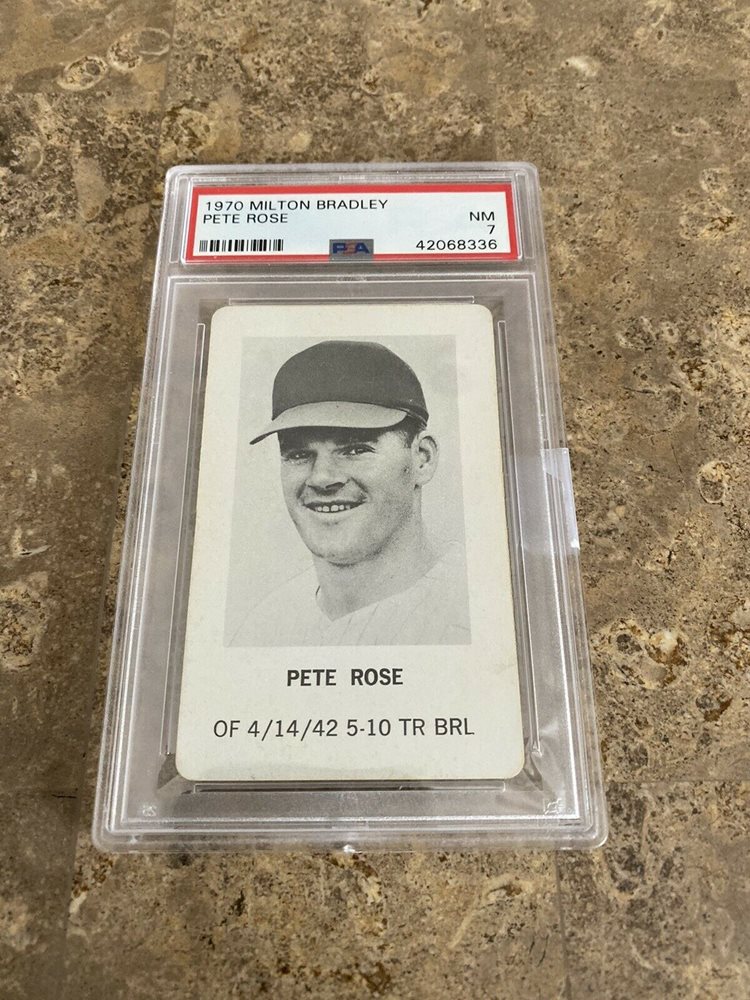 1970 MILTON BRADLEY
PETE ROSE NM
7
PSA 42068336
PETE ROSE
OF 4/14/42 5-10 TR BRL